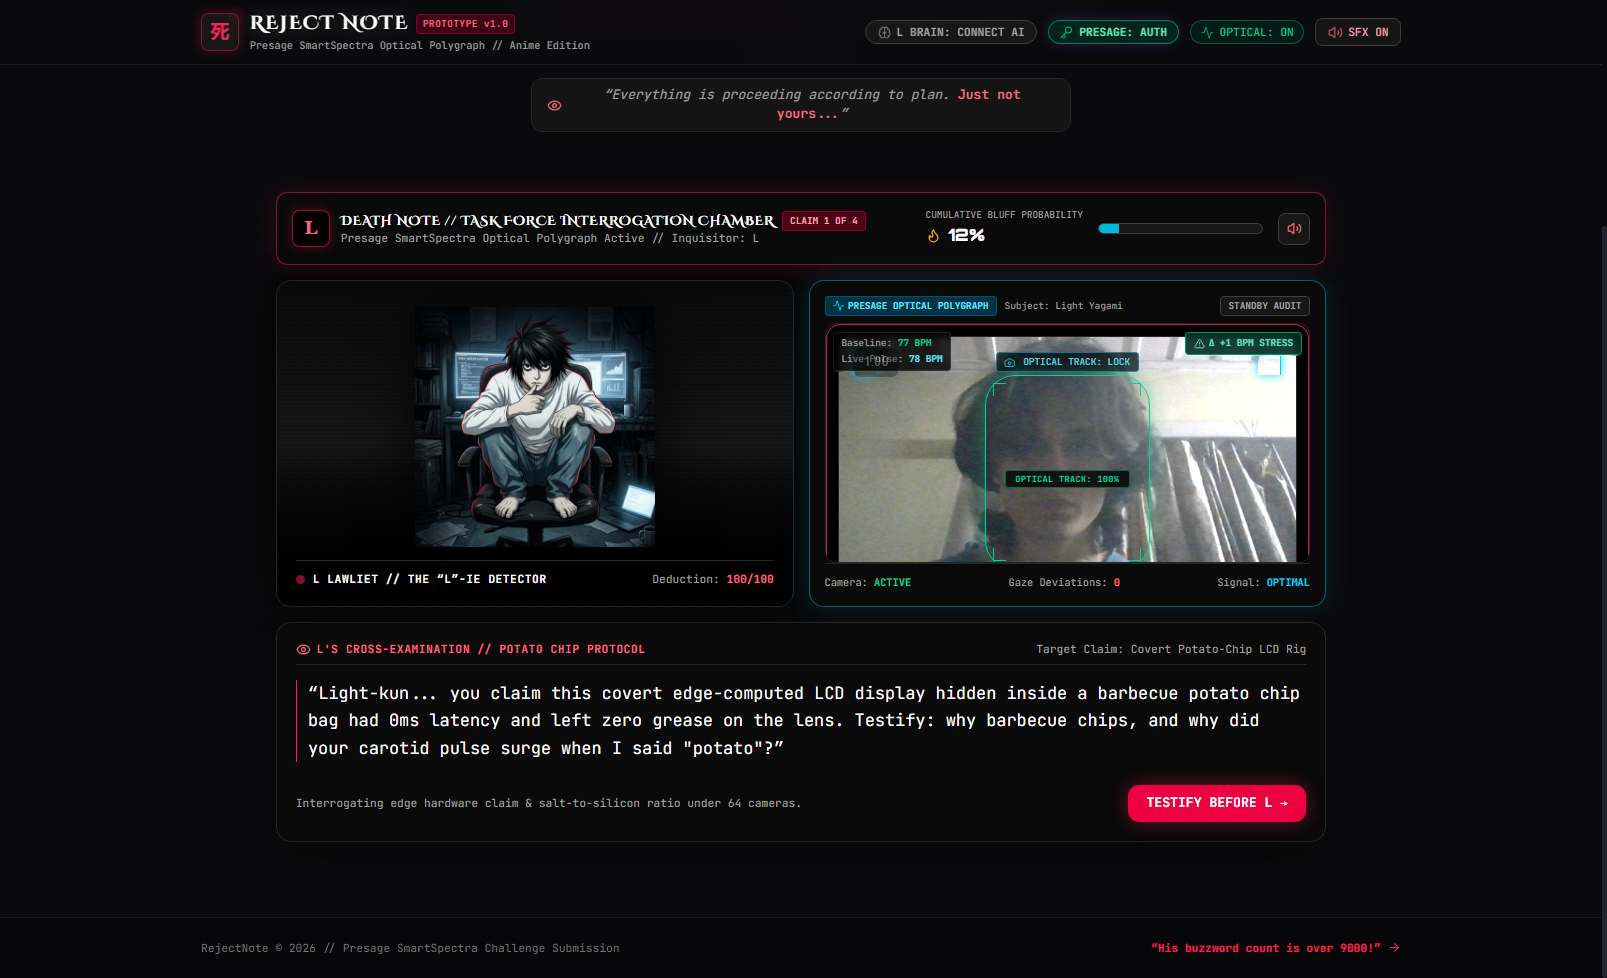 死
REJECT NOTE
PROTOTYPE v1.0
Presage SmartSpectra Optical Polygraph // Anime Edition
L BRAIN: CONNECT AI
PRESAGE: AUTH
OPTICAL: ON
SFX ON
“Everything is proceeding according to plan. Just not
yours...”
L
DEATH NOTE // TASK FORCE INTERROGATION CHAMBER
CLAIM 1 OF 4
Presage SmartSpectra Optical Polygraph Active // Inquisitor: L
CUMULATIVE BLUFF PROBABILITY
12%
L LAWLIET // THE “L”-IE DETECTOR
Deduction: 100/100
PRESAGE OPTICAL POLYGRAPH
Subject: Light Yagami
STANDBY AUDIT
Baseline: 77 BPM
Live Pulse: 78 BPM
1.00
Δ +1 BPM STRESS
OPTICAL TRACK: LOCK
OPTICAL TRACK: 100%
Camera: ACTIVE
Gaze Deviations: 0
Signal: OPTIMAL
L'S CROSS-EXAMINATION // POTATO CHIP PROTOCOL
Target Claim: Covert Potato-Chip LCD Rig
“Light-kun... you claim this covert edge-computed LCD display hidden inside a barbecue potato chip
bag had 0ms latency and left zero grease on the lens. Testify: why barbecue chips, and why did
your carotid pulse surge when I said "potato"?”
Interrogating edge hardware claim & salt-to-silicon ratio under 64 cameras.
TESTIFY BEFORE L →
RejectNote © 2026 // Presage SmartSpectra Challenge Submission
“His buzzword count is over 9000!” →